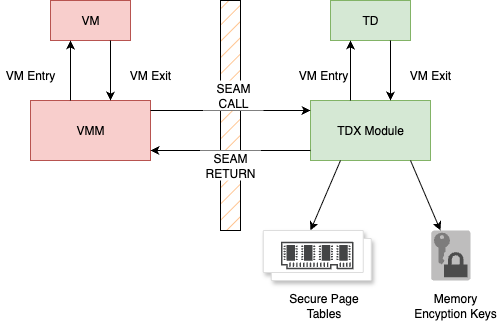 VM
TD
VM Entry
VM Exit
VM Entry
VM Exit
SEAM
CALL
VMM
TDX Module
SEAM
RETURN
Secure Page
Tables
Memory
Encyption Keys